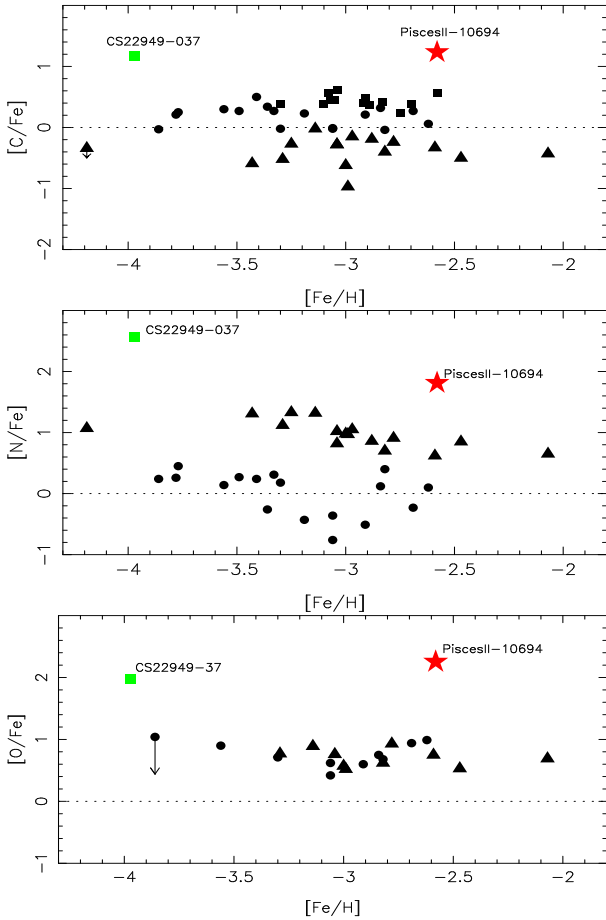 CS22949-037
PiscesII-10694
1
0
-1
-2
[C/Fe]
-4
-3.5
-3
-2.5
-2
[Fe/H]
CS22949-037
PiscesII-10694
2
1
0
-1
[N/Fe]
-4
-3.5
-3
-2.5
-2
[Fe/H]
CS22949-37
PiscesII-10694
2
1
0
-1
[O/Fe]
-4
-3.5
-3
-2.5
-2
[Fe/H]